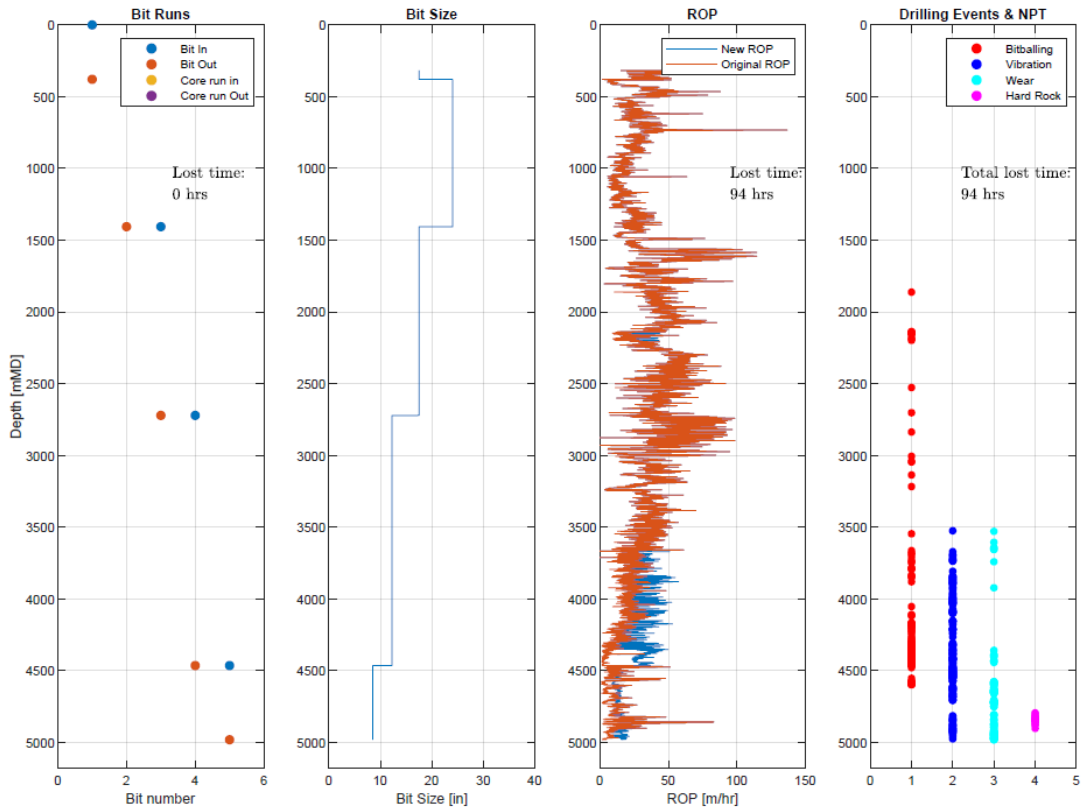 Bit Runs
Bit Size
ROP
Drilling Events & NPT
Bit In
Bit Out
Core run in
Core run Out
New ROP
Original ROP
Bitballing
Vibration
Wear
Hard Rock
Lost time:
0 hrs
Lost time:
94 hrs
Total lost time:
94 hrs
Depth [mMD]
0
500
1000
1500
2000
2500
3000
3500
4000
4500
5000
0 2 4 6
Bit number
0
500
1000
1500
2000
2500
3000
3500
4000
4500
5000
0 10 20 30 40
Bit Size [in]
0
500
1000
1500
2000
2500
3000
3500
4000
4500
5000
0 50 100 150
ROP [m/hr]
0
500
1000
1500
2000
2500
3000
3500
4000
4500
5000
0 1 2 3 4 5